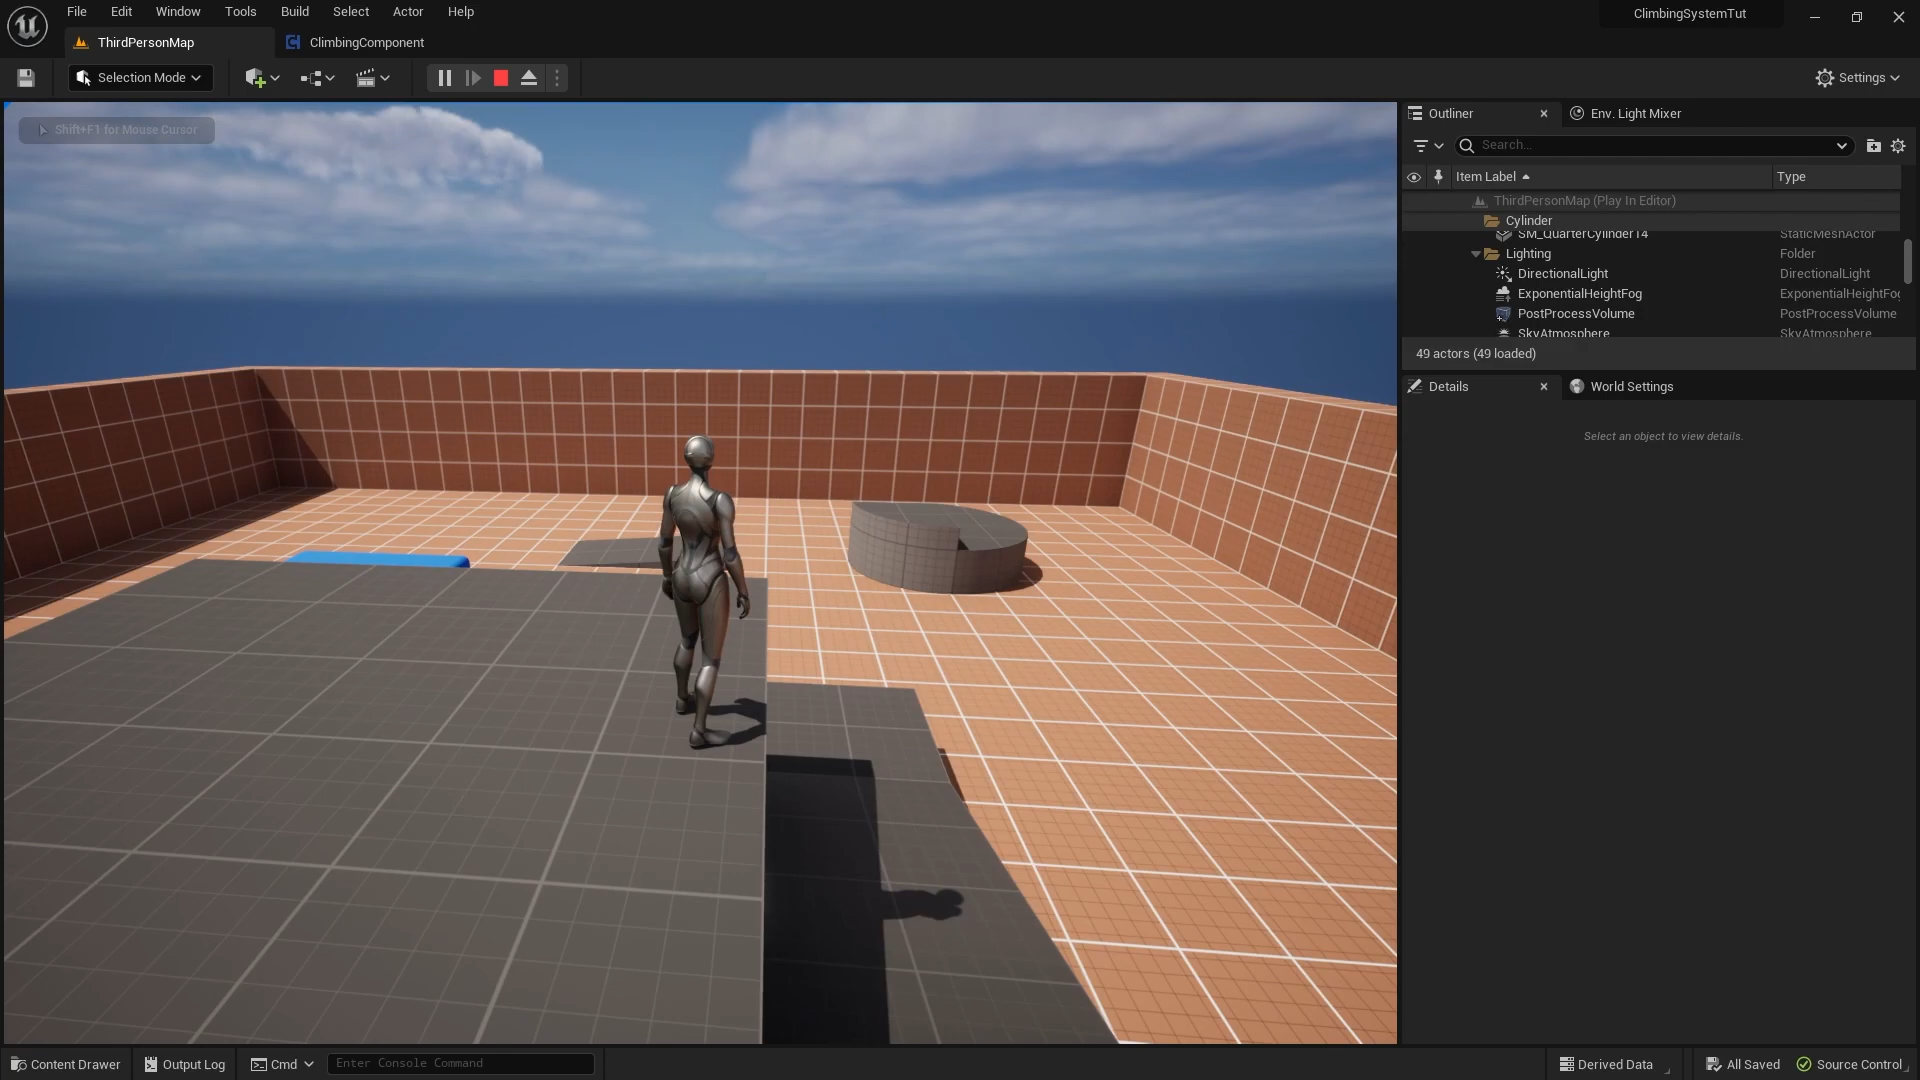 File Edit Window Tools Build Select Actor Help
ClimbingSystemTut
ThirdPersonMap
ClimbingComponent
Selection Mode
Settings
Shift+F1 for Mouse Cursor
Outliner
Env. Light Mixer
Search...
Item Label
Type
ThirdPersonMap (Play In Editor)
Cylinder
SM_QuarterCylinder14 StaticMeshActor
Lighting Folder
DirectionalLight DirectionalLight
ExponentialHeightFog ExponentialHeightFog
PostProcessVolume PostProcessVolume
SkyAtmosphere SkyAtmosphere
49 actors (49 loaded)
Details
World Settings
Select an object to view details.
Content Drawer
Output Log
Cmd
Enter Console Command
Derived Data
All Saved
Source Control